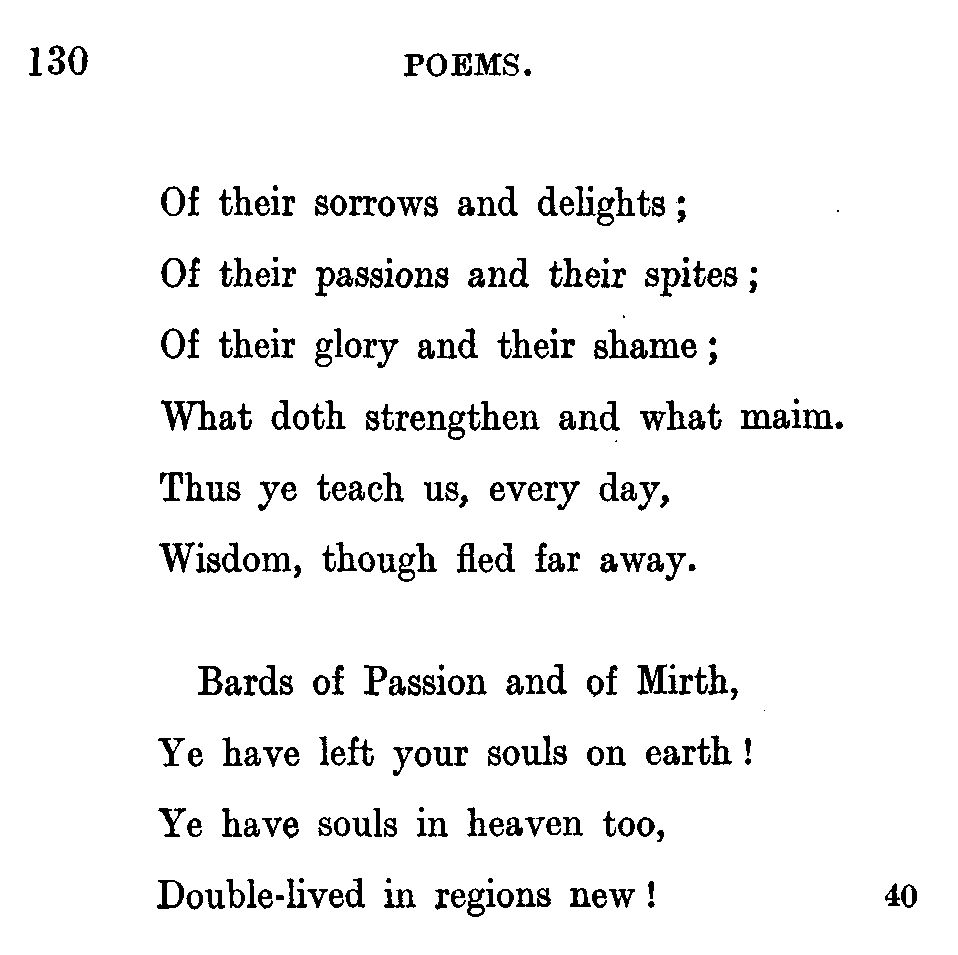 130 POEMS.
Of their sorrows and delights ;
Of their passions and their spites ;
Of their glory and their shame ;
What doth strengthen and what maim.
Thus ye teach us, every day,
Wisdom, though fled far away.
Bards of Passion and of Mirth,
Ye have left your souls on earth !
Ye have souls in heaven too,
Double-lived in regions new ! 40